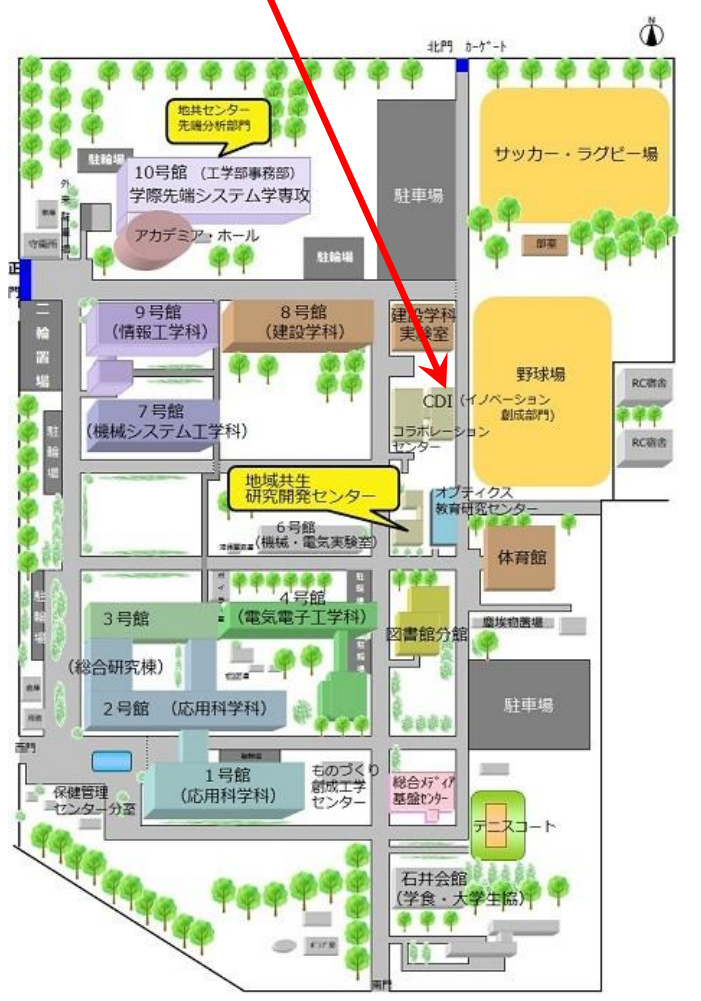 N
北門 カーゲート
地共センター
先端分析部門
駐輪場
10号館 (工学部事務部)
学際先端システム学専攻
サッカー・ラグビー場
駐車場
守衛所
アカデミア・ホール
部室
駐輪場
正
門
二輪置場
9号館
(情報工学科)
8号館
(建設学科)
建設学科
実験室
野球場
RC宿舎
7号館
(機械システム工学科)
CDI (イノベーション
創成部門)
コラボレーション
センター
駐輪場
RC宿舎
地域共生
研究開発センター
オプティクス
教育研究センター
6号館
(機械・電気実験室)
体育館
駐輪場
4号館
(電気電子工学科)
3号館
図書館分館
塵埃物置場
(総合研究棟)
2号館 (応用科学科)
駐車場
西門
1号館
(応用科学科)
ものづくり
創成工学
センター
総合メディア
基盤センター
保健管理
センター分室
テニスコート
石井会館
(学食・大学生協)
南門